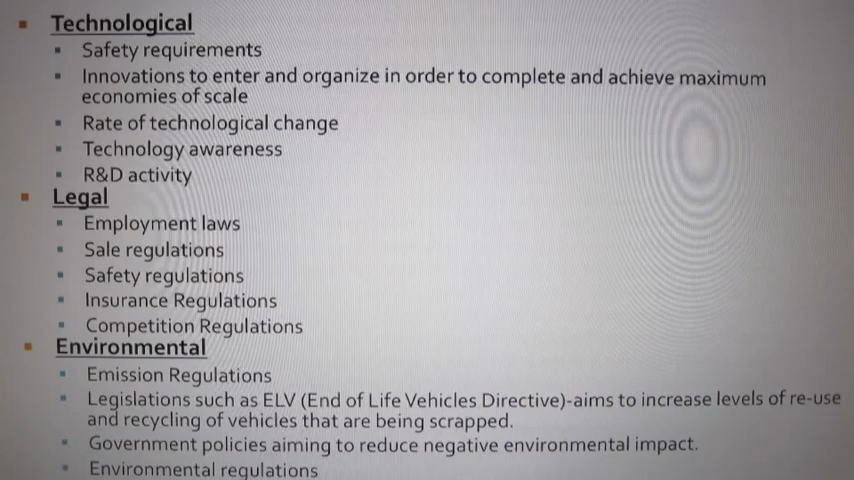 Technological
Safety requirements
Innovations to enter and organize in order to complete and achieve maximum
economies of scale
Rate of technological change
Technology awareness
R&D activity
Legal
Employment laws
Sale regulations
Safety regulations
Insurance Regulations
Competition Regulations
Environmental
Emission Regulations
Legislations such as ELV (End of Life Vehicles Directive)-aims to increase levels of re-use
and recycling of vehicles that are being scrapped.
Government policies aiming to reduce negative environmental impact.
Environmental regulations